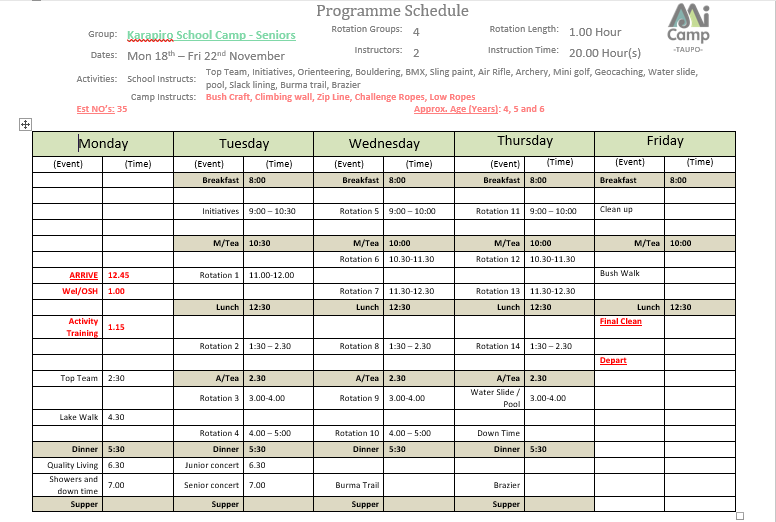 Programme Schedule
Group: Karapiro School Camp - Seniors Rotation Groups: 4 Rotation Length: 1.00 Hour
Dates: Mon 18th – Fri 22nd November Instructors: 2 Instruction Time: 20.00 Hour(s)
Mi Camp
-TAUPO-
Activities: School Instructs: Top Team, Initiatives, Orienteering, Bouldering, BMX, Sling paint, Air Rifle, Archery, Mini golf, Geocaching, Water slide,
pool, Slack lining, Burma trail, Brazier
Camp Instructs: Bush Craft, Climbing wall, Zip Line, Challenge Ropes, Low Ropes
Est NO's: 35 Approx. Age (Years): 4, 5 and 6
Monday Tuesday Wednesday Thursday Friday
(Event) (Time) (Event) (Time) (Event) (Time) (Event) (Time) (Event) (Time)
Breakfast 8:00 Breakfast 8:00 Breakfast 8:00 Breakfast 8:00
Initiatives 9:00 – 10:30 Rotation 5 9:00 – 10:00 Rotation 11 9:00 – 10:00 Clean up
M/Tea 10:30 M/Tea 10:00 M/Tea 10:00 M/Tea 10:00
Rotation 6 10.30-11.30 Rotation 12 10.30-11.30
ARRIVE 12.45 Rotation 1 11.00-12.00 Bush Walk
Wel/OSH 1.00 Rotation 7 11.30-12.30 Rotation 13 11.30-12.30
Lunch 12:30 Lunch 12:30 Lunch 12:30 Lunch 12:30
Activity Training 1.15 Final Clean
Rotation 2 1:30 – 2.30 Rotation 8 1:30 – 2.30 Rotation 14 1:30 – 2.30
Depart
Top Team 2:30 A/Tea 2.30 A/Tea 2.30 A/Tea 2.30
Rotation 3 3.00-4.00 Rotation 9 3.00-4.00 Water Slide / Pool 3.00-4.00
Lake Walk 4.30
Rotation 4 4.00 – 5:00 Rotation 10 4.00 – 5:00 Down Time
Dinner 5:30 Dinner 5:30 Dinner 5:30 Dinner 5:30
Quality Living 6.30 Junior concert 6.30
Showers and down time 7.00 Senior concert 7.00 Burma Trail Brazier
Supper Supper Supper Supper